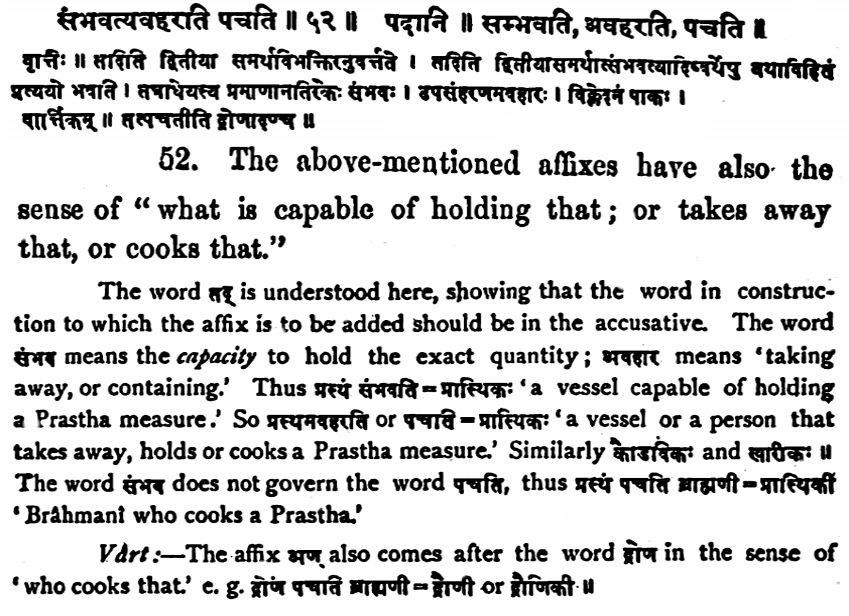 संभवत्यवहरति पचति ॥ ५२ ॥ पदानि ॥ सम्भवति, अवहरति, पचति ॥
वृत्तिः ॥ तदिति द्वितीया समर्थविभक्तिरनुवर्त्तते । तदिति द्वितीयासमर्थात्संभवत्यादिष्वर्थेषु यथाविहितं
प्रत्ययो भवति । तत्राधेयस्य प्रमाणानतिरेकः संभवः । उपसंहरणमवहारः । विक्लेदनं पाकः ।
वार्त्तिकम् ॥ तत्पचतीति द्रोणादण्च ॥
52. The above-mentioned affixes have also the
sense of “what is capable of holding that; or takes away
that, or cooks that.”
The word तद् is understood here, showing that the word in construc-
tion to which the affix is to be added should be in the accusative. The word
संभव means the capacity to hold the exact quantity; अवहार means ‘taking
away, or containing.’ Thus प्रस्थं संभवति = प्रास्थिकः ‘a vessel capable of holding
a Prastha measure.’ So प्रस्थमवहरति or पचति = प्रास्थिकः ‘a vessel or a person that
takes away, holds or cooks a Prastha measure.’ Similarly कौडविकः and खारीकः ॥
The word संभव does not govern the word पचति, thus प्रस्थं पचति ब्राह्मणी = प्रास्थिकी
‘Brâhmanî who cooks a Prastha.’
Vârt:—The affix अण् also comes after the word द्रोण in the sense of
‘who cooks that.’ e. g. द्रोणं पचति ब्राह्मणी = द्रौणी or द्रौणिकी ॥